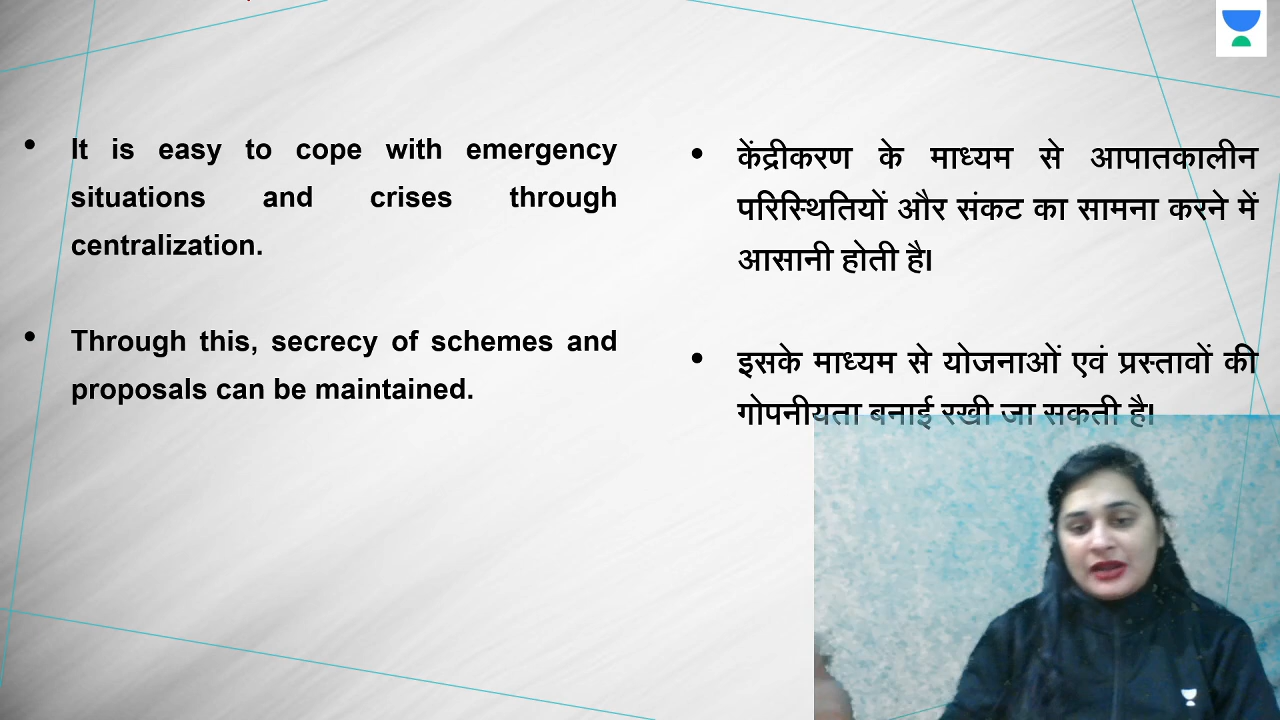 It is easy to cope with emergency
situations and crises through
centralization.
Through this, secrecy of schemes and
proposals can be maintained.
केंद्रीकरण के माध्यम से आपातकालीन
परिस्थितियों और संकट का सामना करने में
आसानी होती है।
इसके माध्यम से योजनाओं एवं प्रस्तावों की
गोपनीयता बनाई रखी जा सकती है।